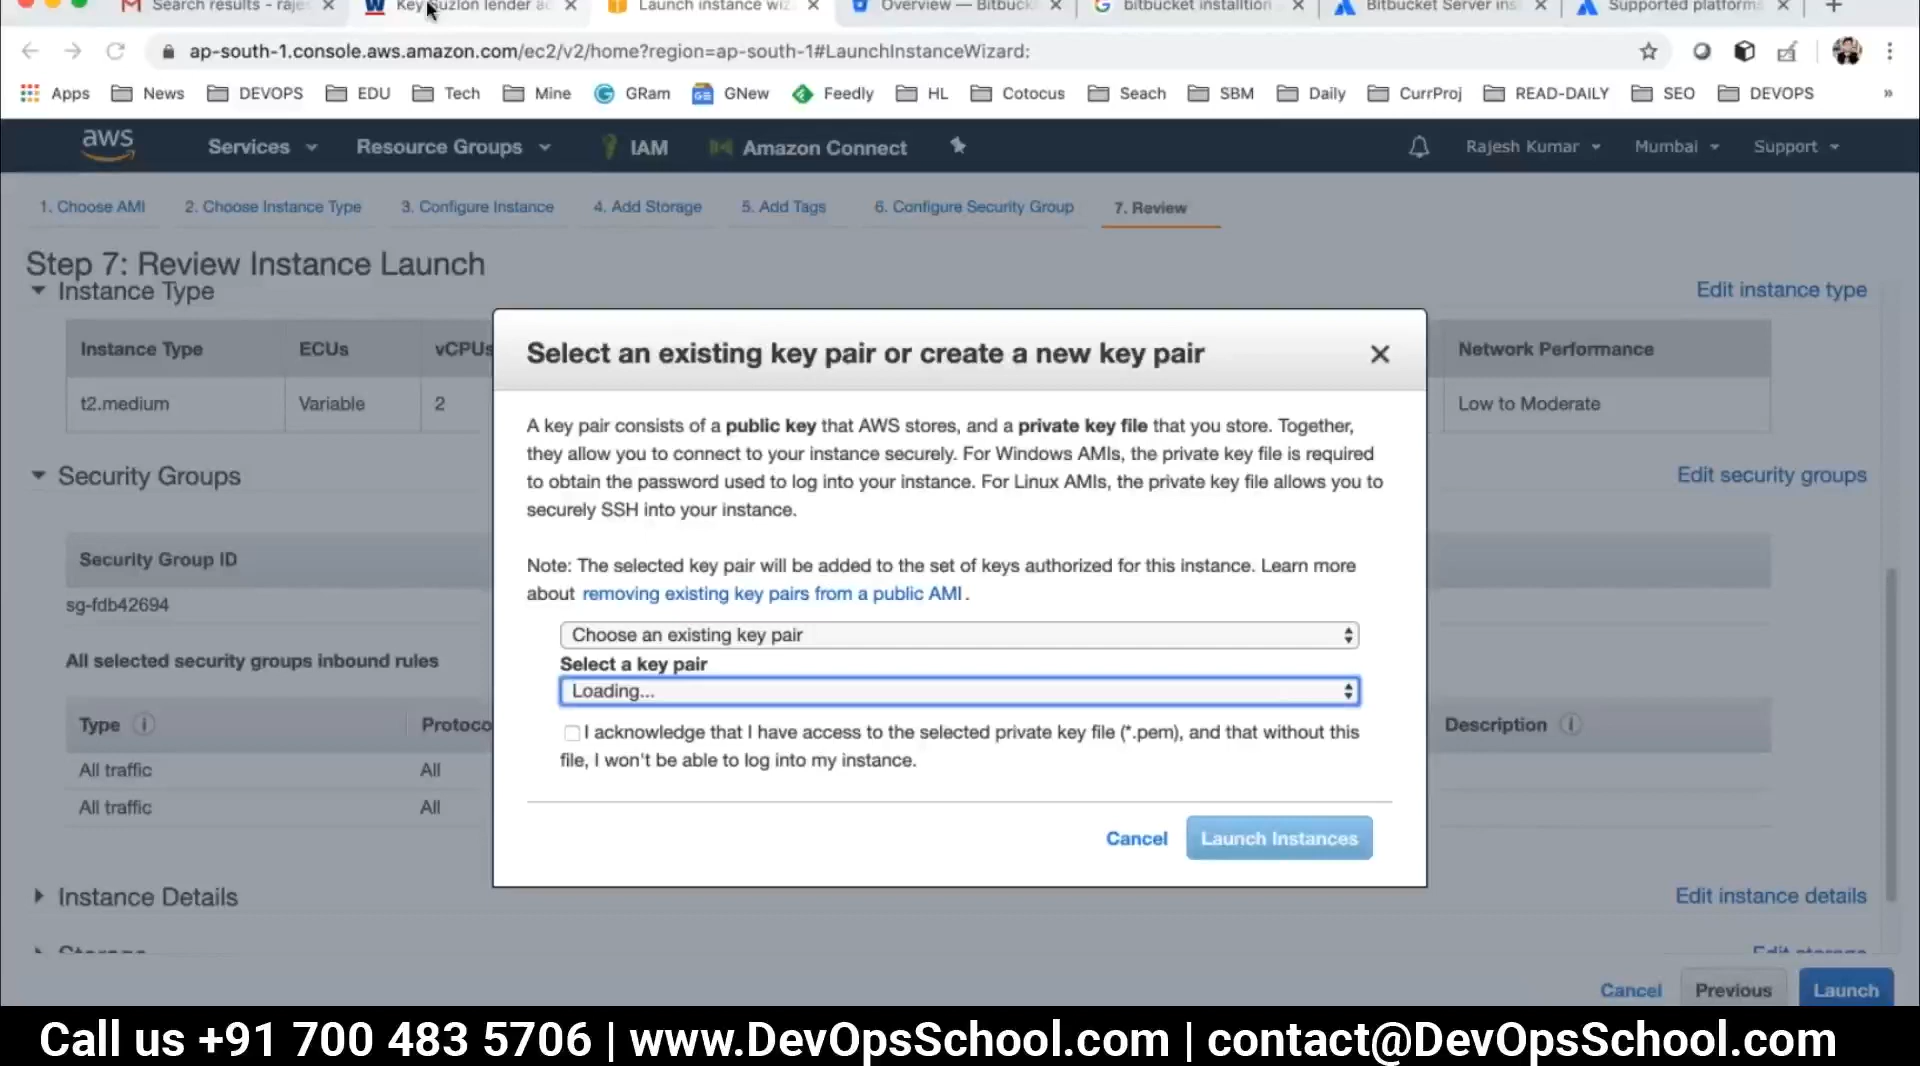 Search results - raje
Key Suzlon lender ac
Launch instance wiz
Overview — Bitbuck
bitbucket installtion
Bitbucket Server ins
Supported platforms
ap-south-1.console.aws.amazon.com/ec2/v2/home?region=ap-south-1#LaunchInstanceWizard:
Apps News DEVOPS EDU Tech Mine GRam GNew Feedly HL Cotocus Seach SBM Daily CurrProj READ-DAILY SEO DEVOPS »
aws Services Resource Groups IAM Amazon Connect Rajesh Kumar Mumbai Support
1. Choose AMI 2. Choose Instance Type 3. Configure Instance 4. Add Storage 5. Add Tags 6. Configure Security Group 7. Review
Step 7: Review Instance Launch
Instance Type
Edit instance type
Instance Type ECUs vCPUs
Network Performance
t2.medium Variable 2
Low to Moderate
Security Groups
Edit security groups
Security Group ID
sg-fdb42694
All selected security groups inbound rules
Type Protoco
Description
All traffic All
All traffic All
Instance Details
Edit instance details
Storage
Edit storage
Select an existing key pair or create a new key pair
A key pair consists of a public key that AWS stores, and a private key file that you store. Together,
they allow you to connect to your instance securely. For Windows AMIs, the private key file is required
to obtain the password used to log into your instance. For Linux AMIs, the private key file allows you to
securely SSH into your instance.
Note: The selected key pair will be added to the set of keys authorized for this instance. Learn more
about removing existing key pairs from a public AMI .
Choose an existing key pair
Select a key pair
Loading...
I acknowledge that I have access to the selected private key file (*.pem), and that without this
file, I won't be able to log into my instance.
Cancel Launch Instances
Cancel Previous Launch
Call us +91 700 483 5706 | www.DevOpsSchool.com | contact@DevOpsSchool.com